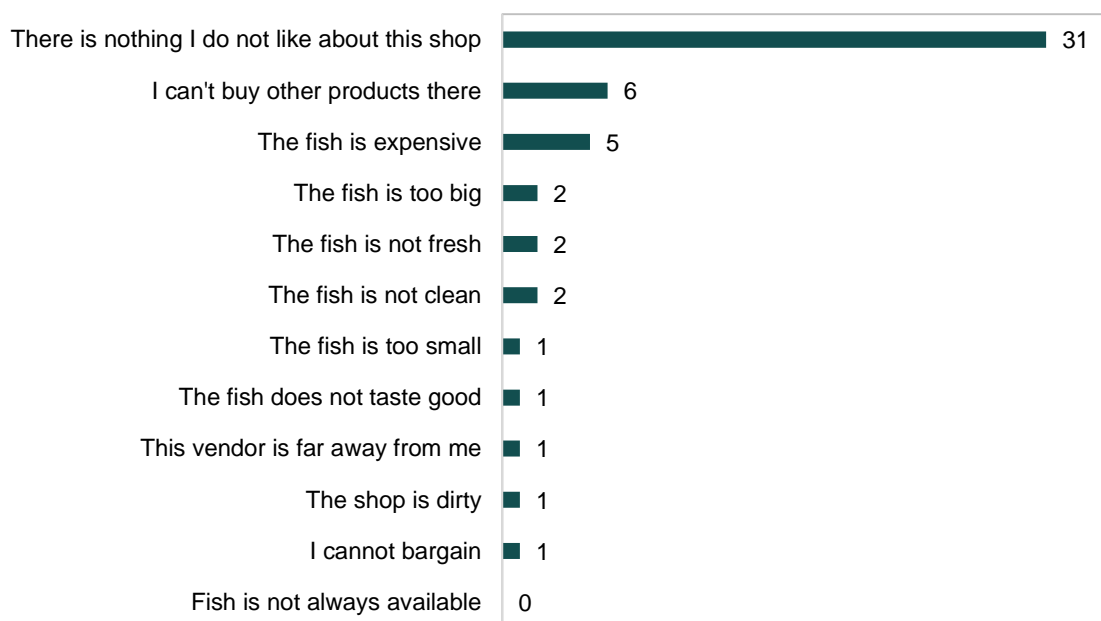 There is nothing I do not like about this shop 31
I can't buy other products there 6
The fish is expensive 5
The fish is too big 2
The fish is not fresh 2
The fish is not clean 2
The fish is too small 1
The fish does not taste good 1
This vendor is far away from me 1
The shop is dirty 1
I cannot bargain 1
Fish is not always available 0